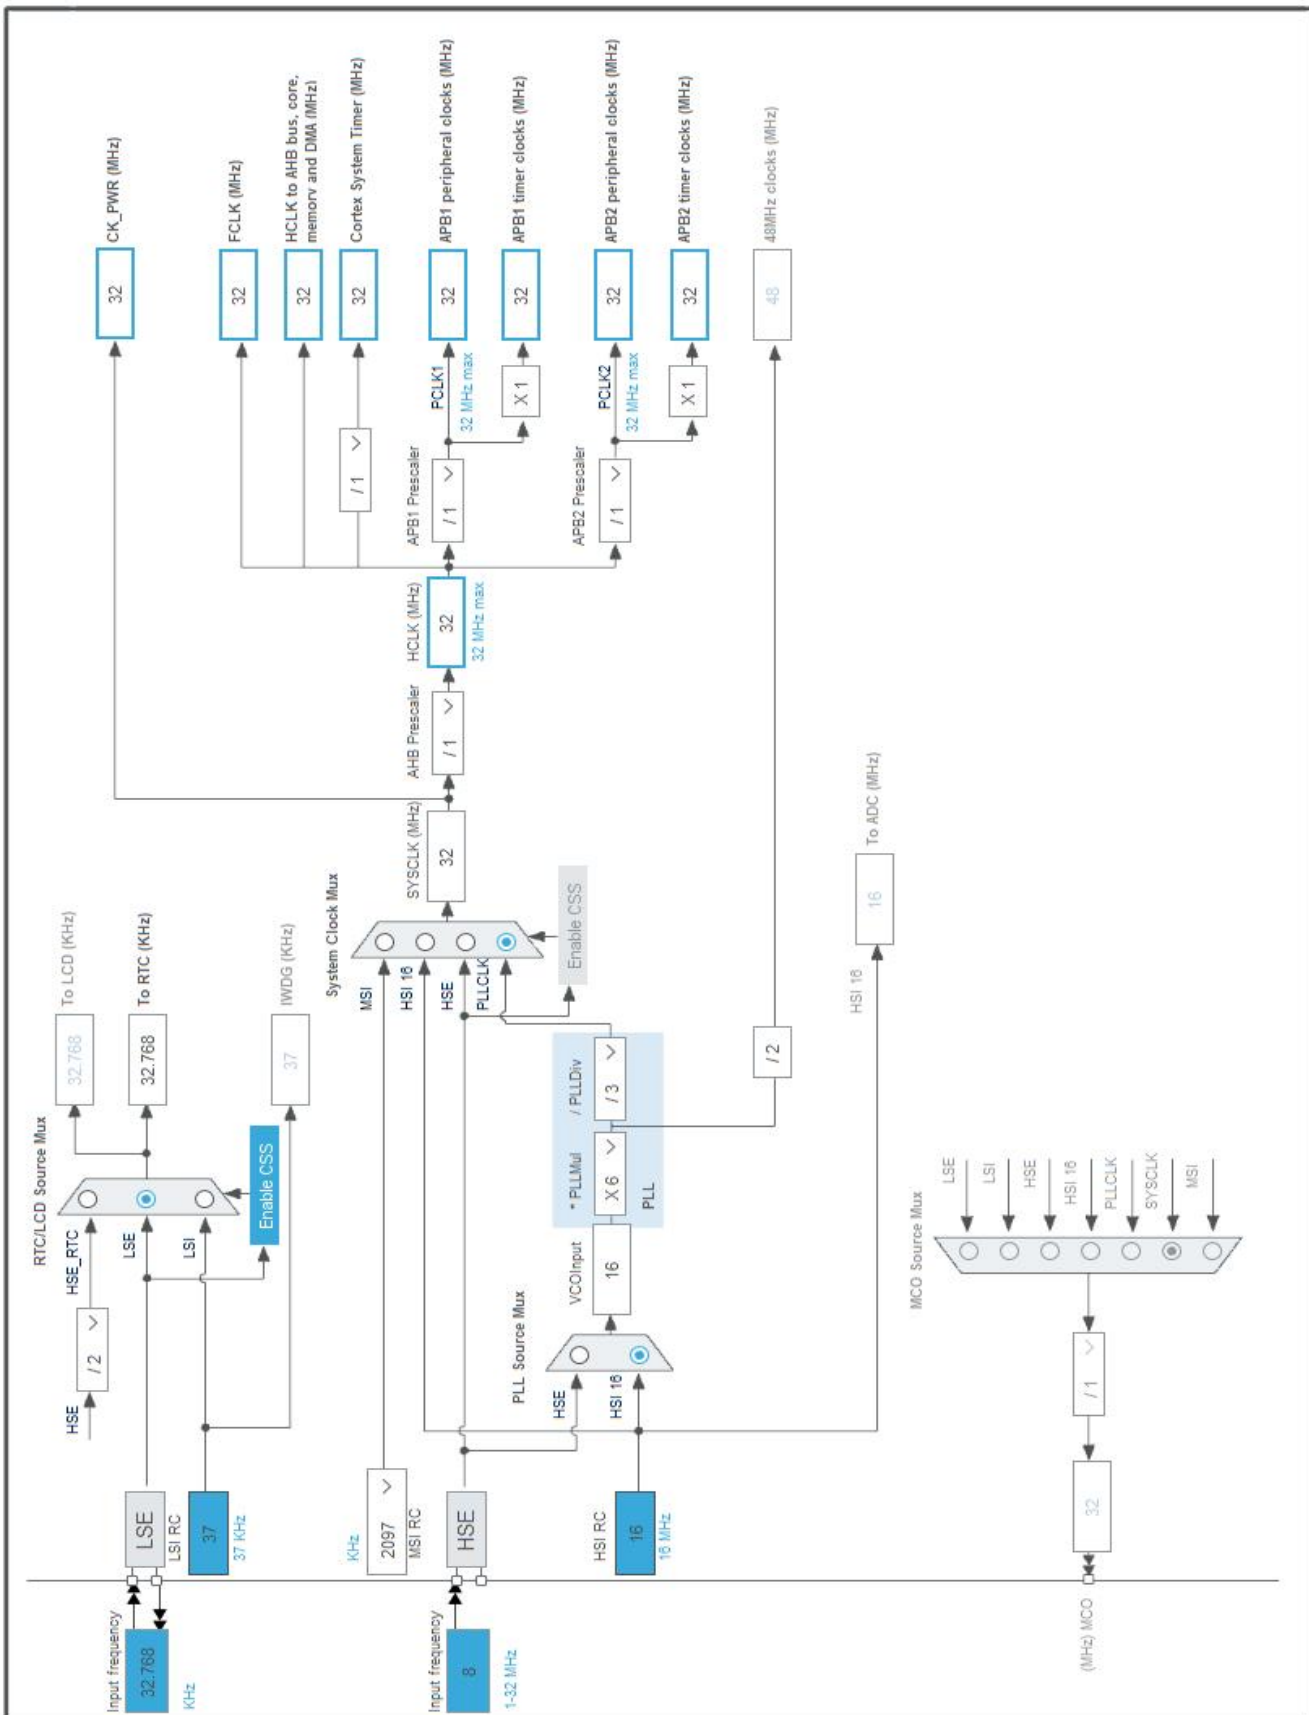 RTC/LCD Source Mux
HSE
/ 2
HSE_RTC
To LCD (KHz)
32.768
Input frequency
32.768
KHz
LSE
LSE
To RTC (KHz)
32.768
LSI RC
37
37 KHz
LSI
Enable CSS
IWDG (KHz)
37
CK_PWR (MHz)
32
System Clock Mux
KHz
2097
MSI RC
MSI
HSI 16
HSE
PLLCLK
Enable CSS
Input frequency
8
1-32 MHz
HSE
HSI RC
16
16 MHz
PLL Source Mux
HSE
HSI 16
VCOInput
16
* PLLMul
X 6
/ PLLDiv
/ 3
PLL
SYSCLK (MHz)
32
AHB Prescaler
/ 1
HCLK (MHz)
32
32 MHz max
FCLK (MHz)
32
HCLK to AHB bus, core,
memory and DMA (MHz)
32
/ 1
Cortex System Timer (MHz)
32
APB1 Prescaler
/ 1
PCLK1
32 MHz max
32
APB1 peripheral clocks (MHz)
X 1
32
APB1 timer clocks (MHz)
APB2 Prescaler
/ 1
PCLK2
32 MHz max
32
APB2 peripheral clocks (MHz)
X 1
32
APB2 timer clocks (MHz)
/ 2
48
48MHz clocks (MHz)
HSI 16
16
To ADC (MHz)
MCO Source Mux
LSE
LSI
HSE
HSI 16
PLLCLK
SYSCLK
MSI
/ 1
32
(MHz) MCO